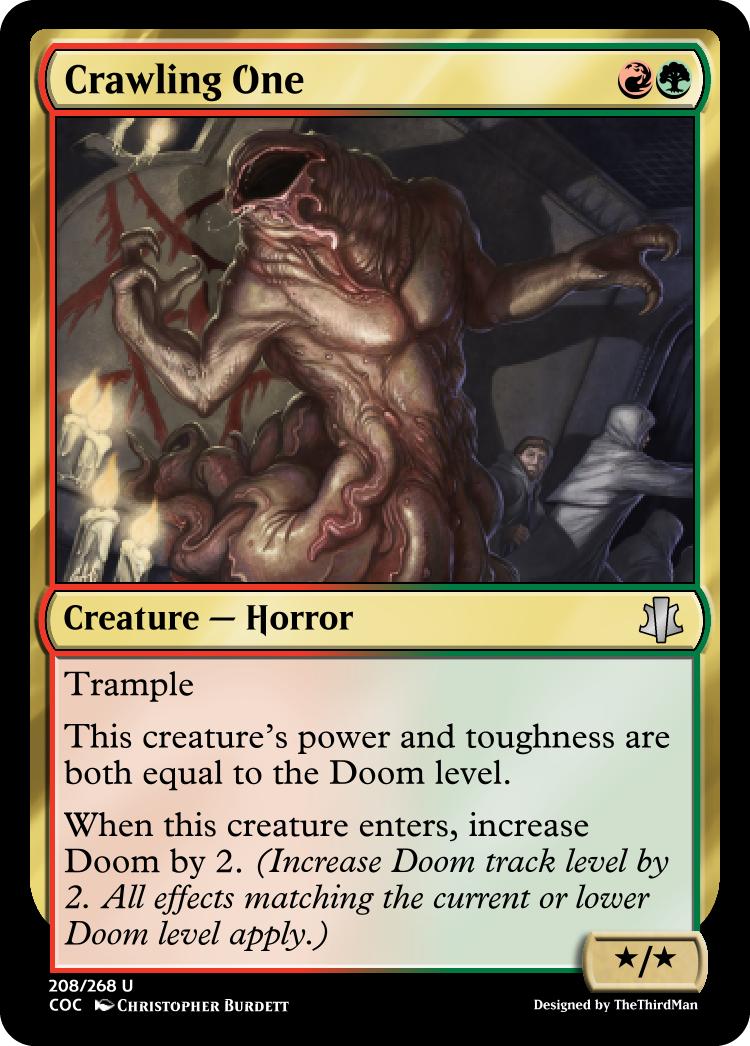 Crawling One
Creature — Horror
Trample
This creature's power and toughness are
both equal to the Doom level.
When this creature enters, increase
Doom by 2. (Increase Doom track level by
2. All effects matching the current or lower
Doom level apply.)
★/★
208/268 U
COC Christopher Burdett
Designed by TheThirdMan